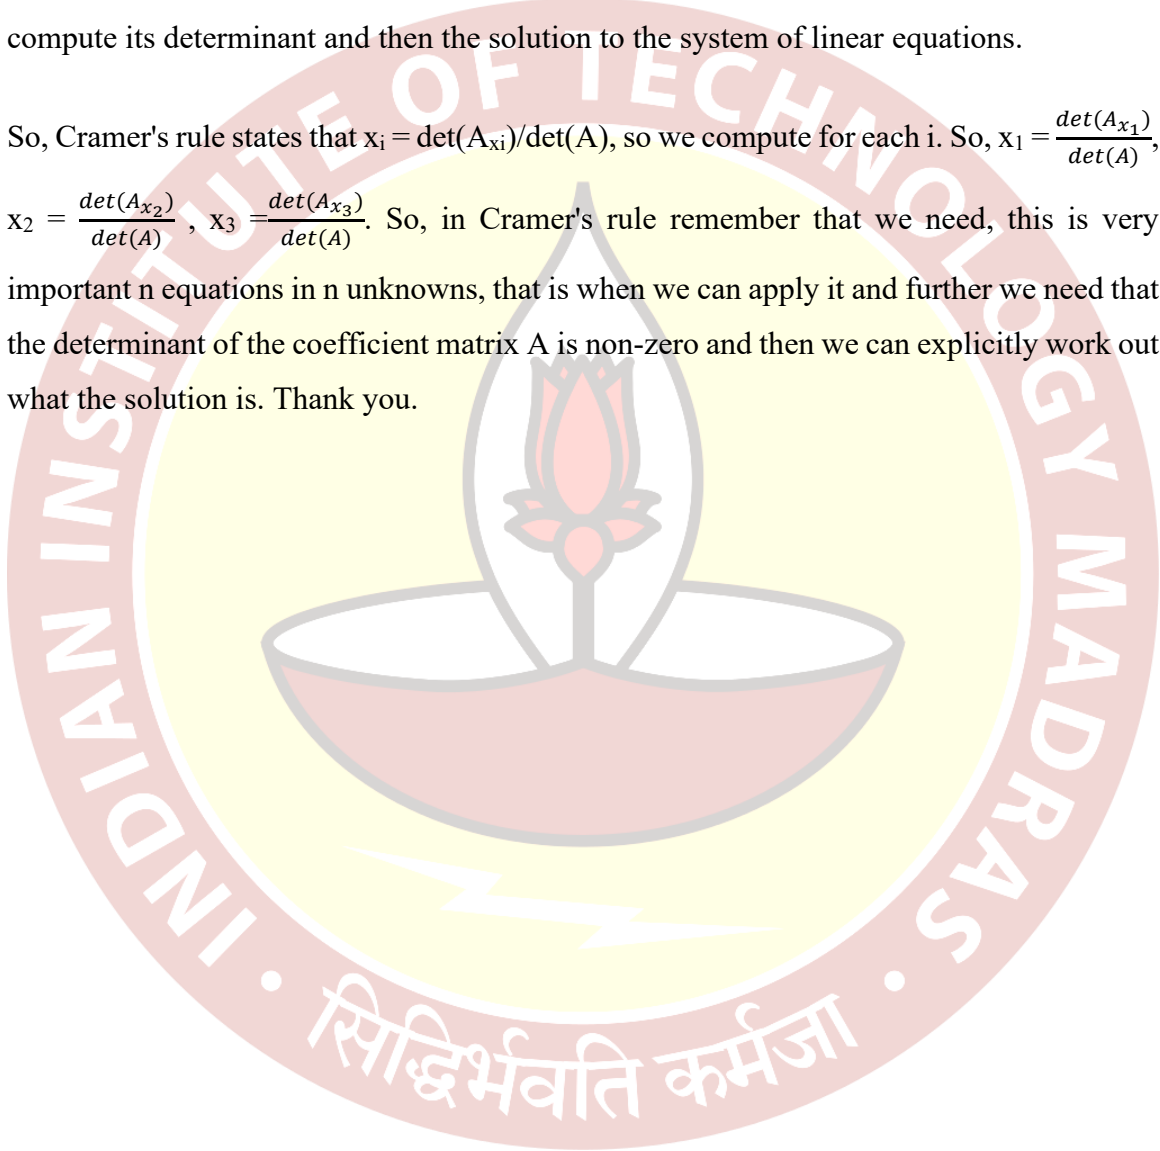 compute its determinant and then the solution to the system of linear equations.
So, Cramer's rule states that xᵢ = det(Aₓᵢ)/det(A), so we compute for each i. So, x₁ = det(Aₓ₁)/det(A),
x₂ = det(Aₓ₂)/det(A) , x₃ =det(Aₓ₃)/det(A). So, in Cramer's rule remember that we need, this is very
important n equations in n unknowns, that is when we can apply it and further we need that
the determinant of the coefficient matrix A is non-zero and then we can explicitly work out
what the solution is. Thank you.
INDIAN INSTITUTE OF TECHNOLOGY MADRAS
सिद्धिर्भवति कर्मजा